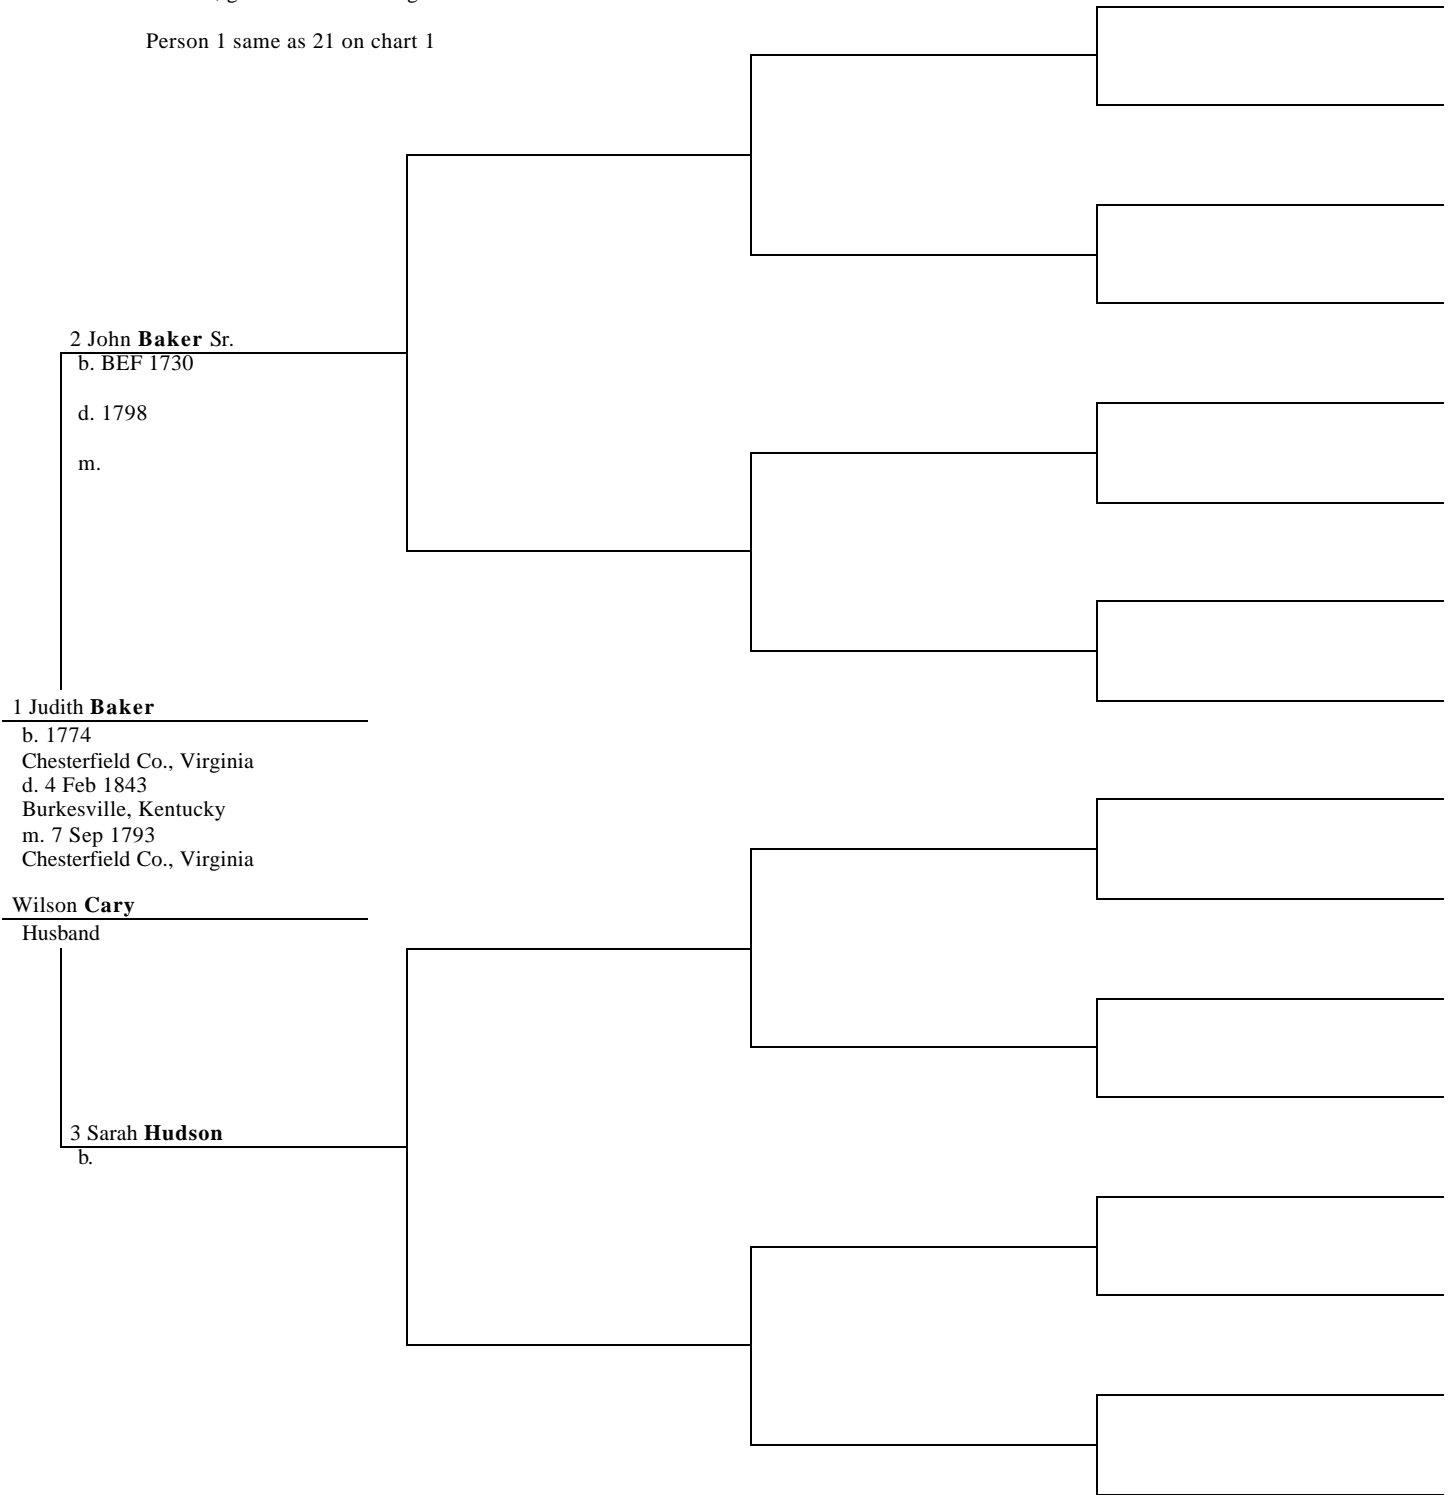 Person 1 same as 21 on chart 1
2 John Baker Sr.
b. BEF 1730
d. 1798
m.
1 Judith Baker
b. 1774
Chesterfield Co., Virginia
d. 4 Feb 1843
Burkesville, Kentucky
m. 7 Sep 1793
Chesterfield Co., Virginia
Wilson Cary
Husband
3 Sarah Hudson
b.